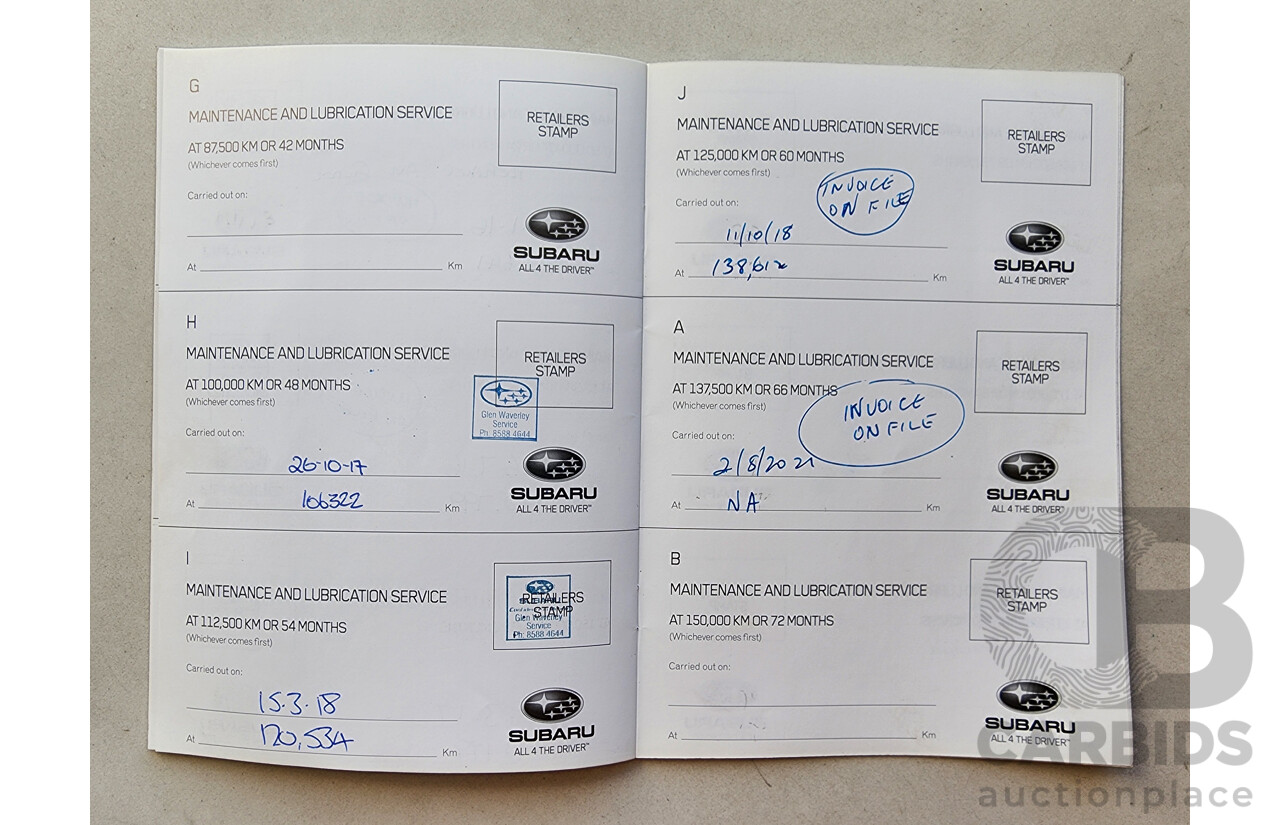 G
MAINTENANCE AND LUBRICATION SERVICE
AT 87,500 KM OR 42 MONTHS
(Whichever comes first)
Carried out on:
At Km
RETAILERS
STAMP
SUBARU
ALL 4 THE DRIVER™
H
MAINTENANCE AND LUBRICATION SERVICE
AT 100,000 KM OR 48 MONTHS
(Whichever comes first)
Carried out on:
26-10-17
At 106322 Km
RETAILERS
STAMP
Glen Waverley
Service
Ph: 8588 4644
SUBARU
ALL 4 THE DRIVER™
I
MAINTENANCE AND LUBRICATION SERVICE
AT 112,500 KM OR 54 MONTHS
(Whichever comes first)
Carried out on:
15.3.18
At 120,534 Km
RETAILERS
STAMP
Glen Waverley
Service
Ph: 8588 4644
SUBARU
ALL 4 THE DRIVER™
J
MAINTENANCE AND LUBRICATION SERVICE
AT 125,000 KM OR 60 MONTHS
(Whichever comes first)
INVOICE
ON FILE
Carried out on:
11/10/18
At 138,612 Km
RETAILERS
STAMP
SUBARU
ALL 4 THE DRIVER™
A
MAINTENANCE AND LUBRICATION SERVICE
AT 137,500 KM OR 66 MONTHS
(Whichever comes first)
INVOICE
ON FILE
Carried out on:
2/8/2021
At NA Km
RETAILERS
STAMP
SUBARU
ALL 4 THE DRIVER™
B
MAINTENANCE AND LUBRICATION SERVICE
AT 150,000 KM OR 72 MONTHS
(Whichever comes first)
Carried out on:
At Km
RETAILERS
STAMP
SUBARU
ALL 4 THE DRIVER™
CARBIDS
auctionplace